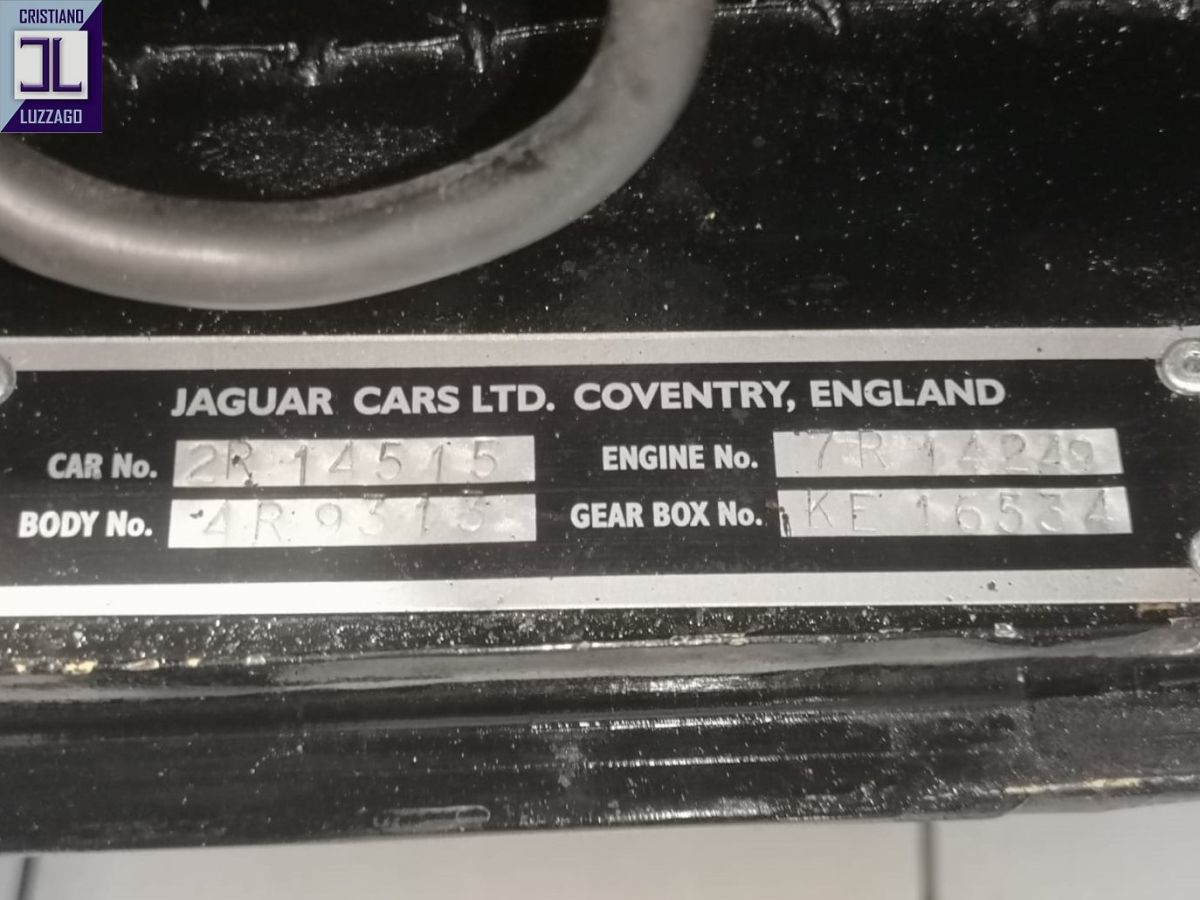 CRISTIANO
LUZZAGO
JAGUAR CARS LTD. COVENTRY, ENGLAND
CAR No. 2R 14515 ENGINE No. 7R 14249
BODY No. 4R 9313 GEAR BOX No. KE 16534